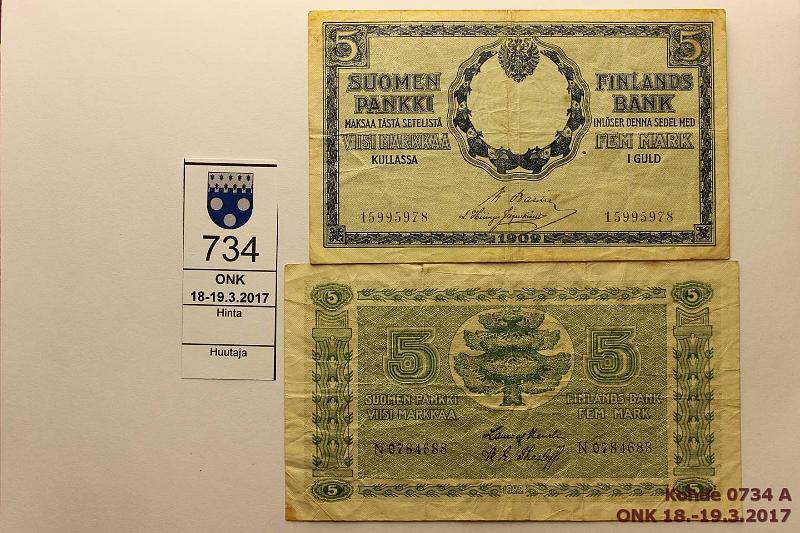 734
ONK
18-19.3.2017
Hinta
Huutaja
5 5
SUOMEN PANKKI
MAKSAA TÄSTÄ SETELISTÄ
VIISI MARKKAA
KULLASSA
FINLANDS BANK
INLÖSER DENNA SEDEL MED
FEM MARK
I GULD
15995978 15995978
1909
5 5
5 5
SUOMEN PANKKI
VIISI MARKKAA
FINLANDS BANK
FEM MARK
N 0784688 N 0784688
5 5
Kohde 0734 A
ONK 18.-19.3.2017